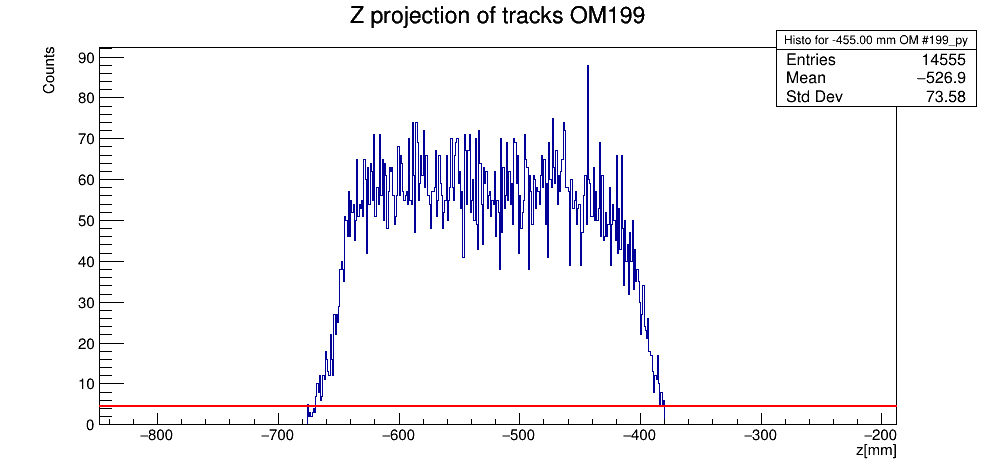 Z projection of tracks OM199
Histo for -455.00 mm OM #199_py
Entries 14555
Mean −526.9
Std Dev 73.58
Counts
90
80
70
60
50
40
30
20
10
0
−800 −700 −600 −500 −400 −300 −200
z[mm]